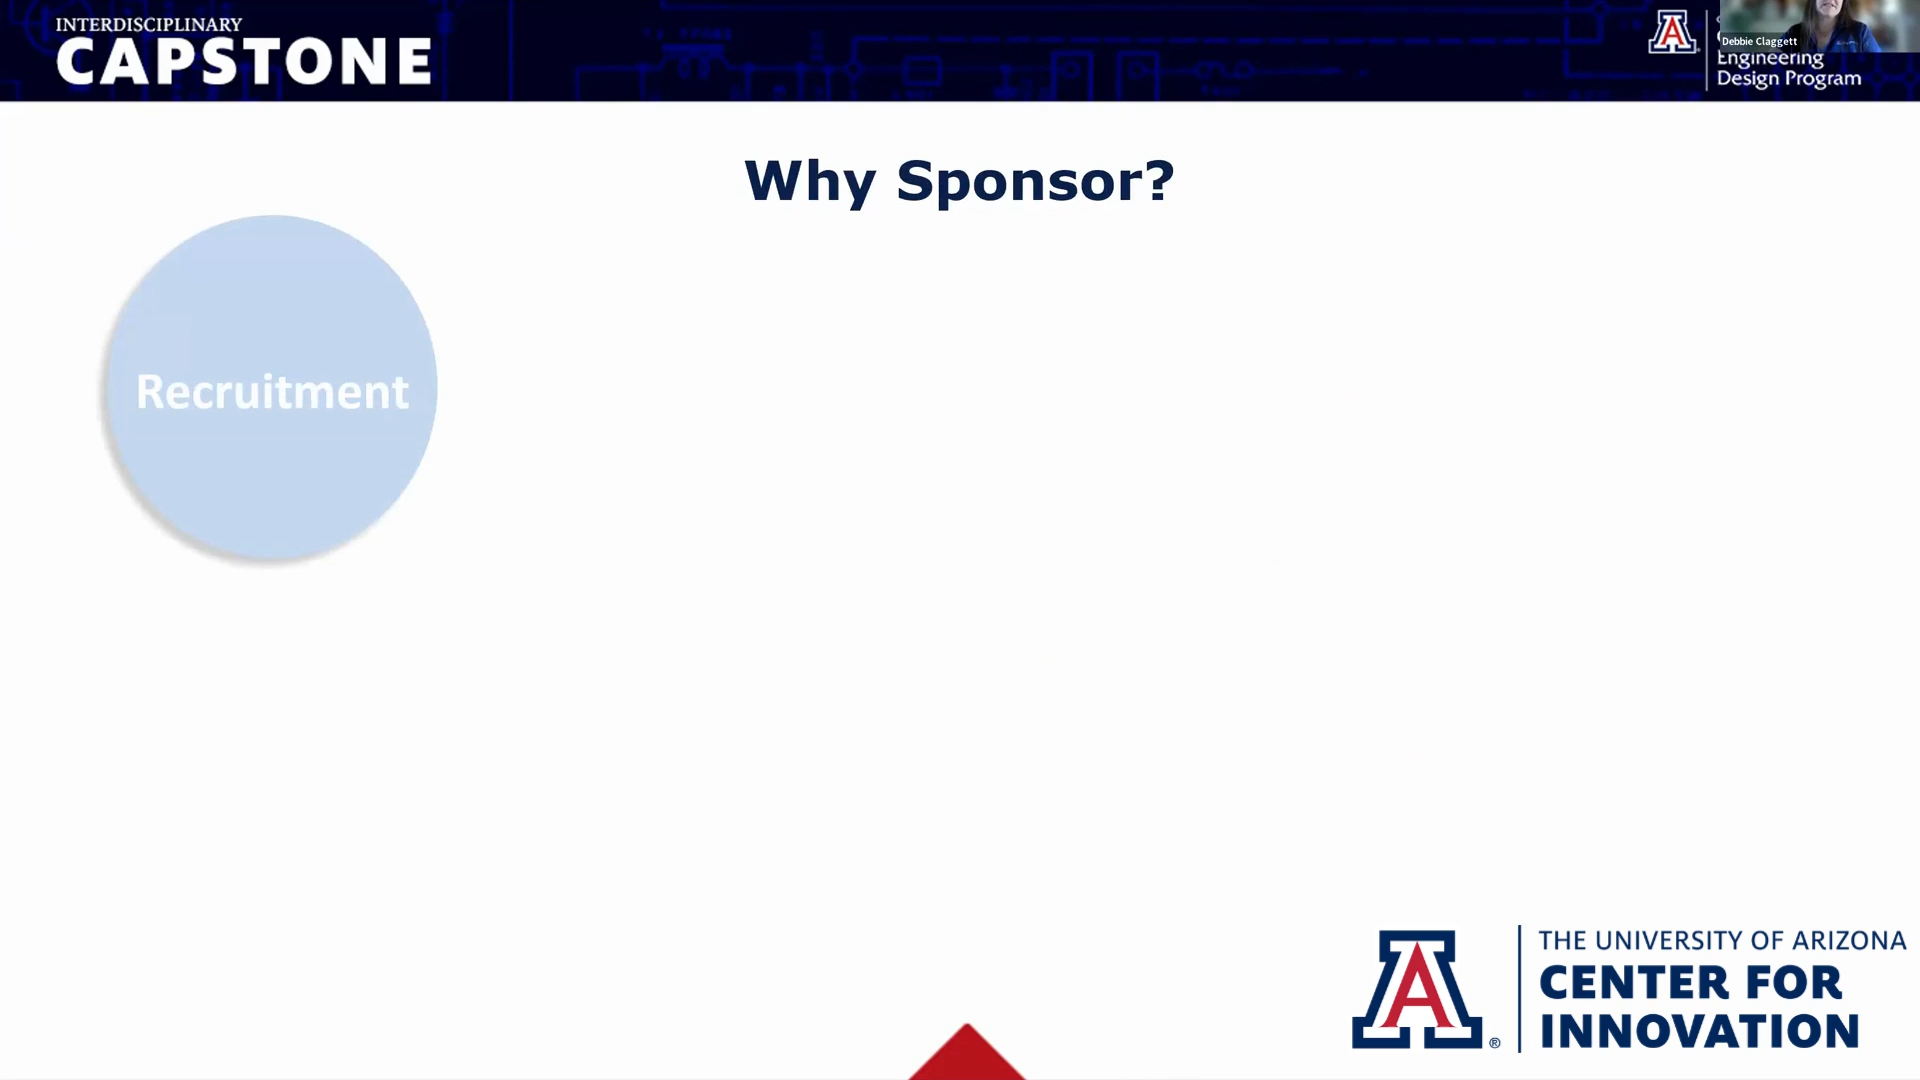 INTERDISCIPLINARY
CAPSTONE
Debbie Claggett
Engineering
Design Program
Why Sponsor?
Recruitment
THE UNIVERSITY OF ARIZONA
CENTER FOR
INNOVATION
®